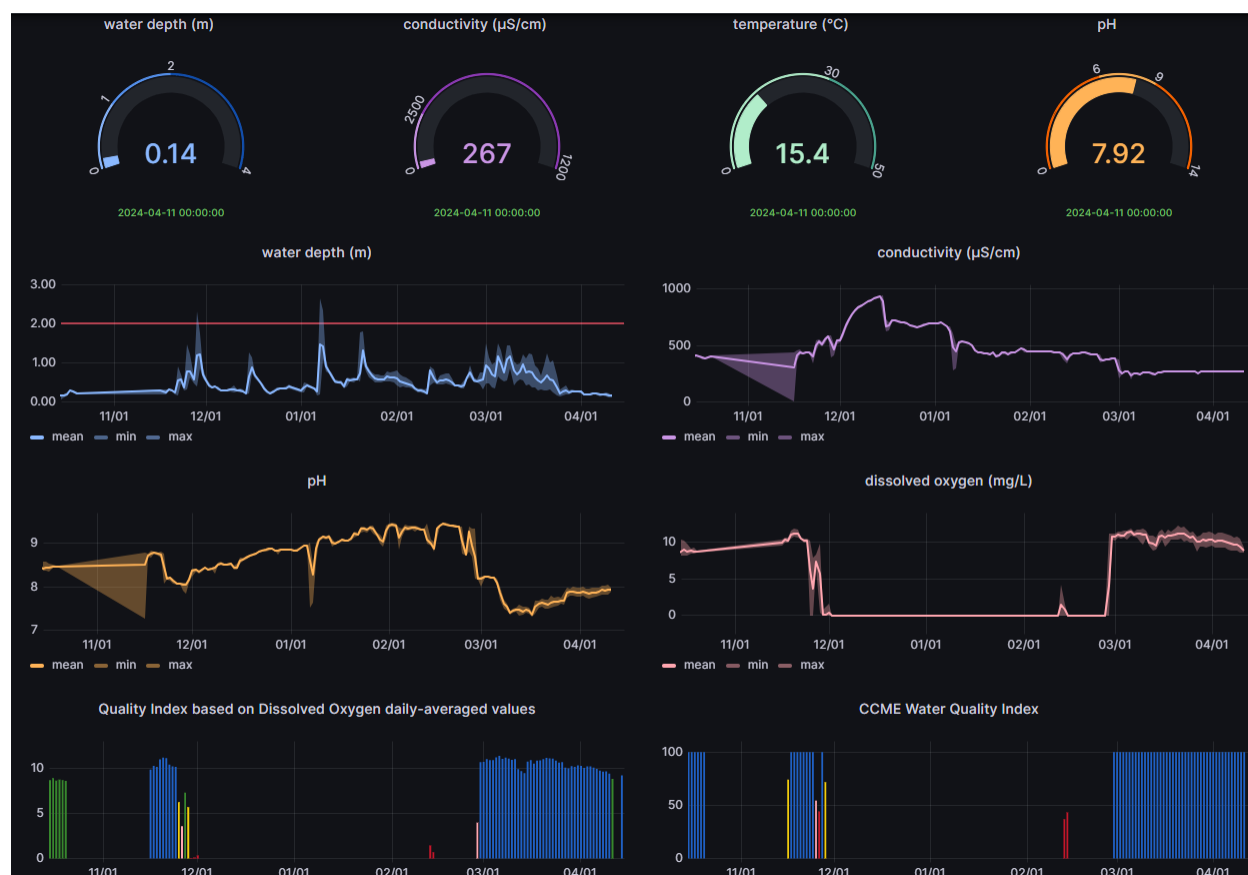 water depth (m) conductivity (µS/cm) temperature (°C) pH
0 1 2 4 0 2500 1200 0 30 50 0 6 9 14
0.14 267 15.4 7.92
2024-04-11 00:00:00 2024-04-11 00:00:00 2024-04-11 00:00:00 2024-04-11 00:00:00
water depth (m)
3.00
2.00
1.00
0.00
11/01 12/01 01/01 02/01 03/01 04/01
mean min max
conductivity (µS/cm)
1000
500
0
11/01 12/01 01/01 02/01 03/01 04/01
mean min max
pH
9
8
7
11/01 12/01 01/01 02/01 03/01 04/01
mean min max
dissolved oxygen (mg/L)
10
5
0
11/01 12/01 01/01 02/01 03/01 04/01
mean min max
Quality Index based on Dissolved Oxygen daily-averaged values
10
5
0
11/01 12/01 01/01 02/01 03/01 04/01
CCME Water Quality Index
100
50
0
11/01 12/01 01/01 02/01 03/01 04/01